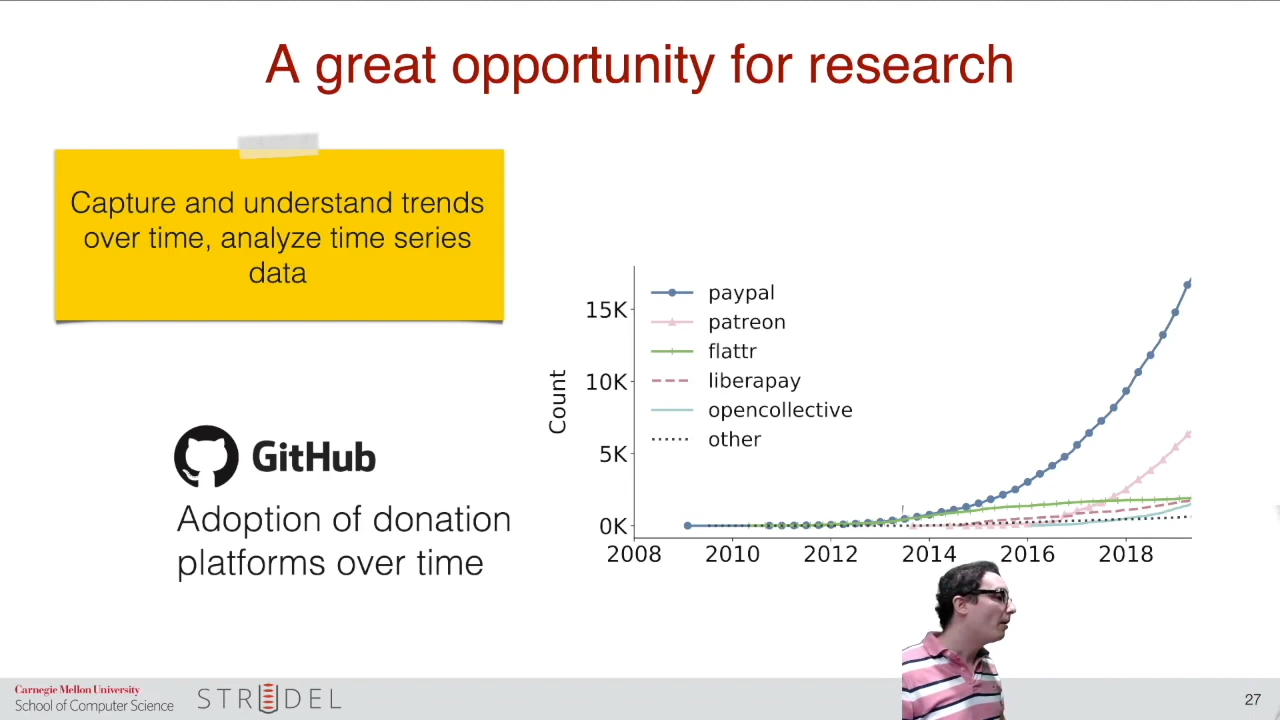 A great opportunity for research
Capture and understand trends
over time, analyze time series
data
GitHub
Adoption of donation
platforms over time
Count
15K
10K
5K
0K
paypal
patreon
flattr
liberapay
opencollective
other
2008 2010 2012 2014 2016 2018
Carnegie Mellon University
School of Computer Science
STRUDEL
27